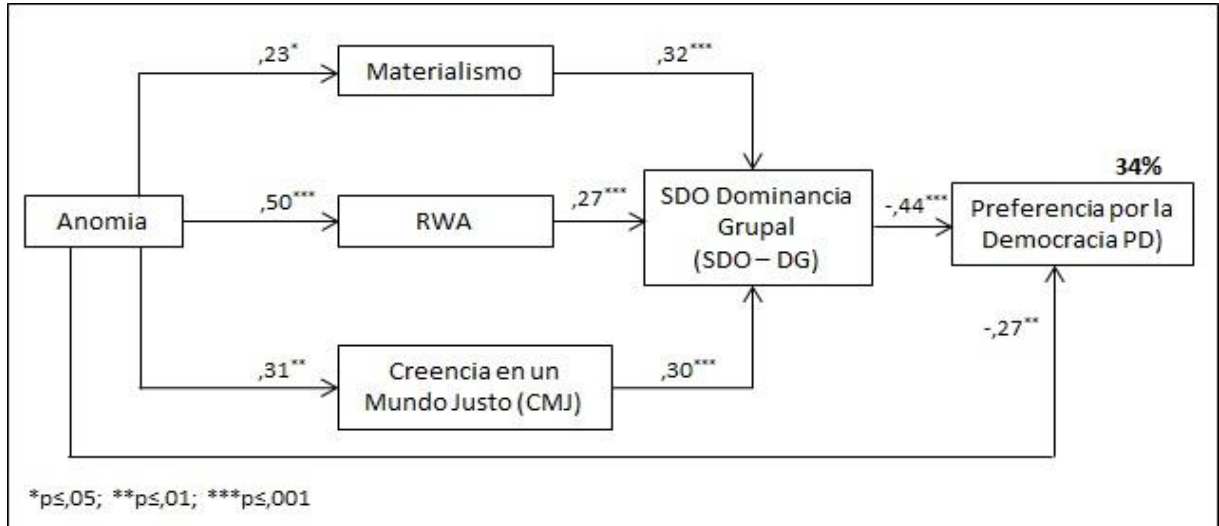 ,23*
Materialismo
,32***
Anomia
,50***
RWA
,27***
SDO Dominancia
Grupal
(SDO – DG)
-,44***
34%
Preferencia por la
Democracia PD)
,31**
Creencia en un
Mundo Justo (CMJ)
,30***
-,27**
*p≤,05; **p≤,01; ***p≤,001